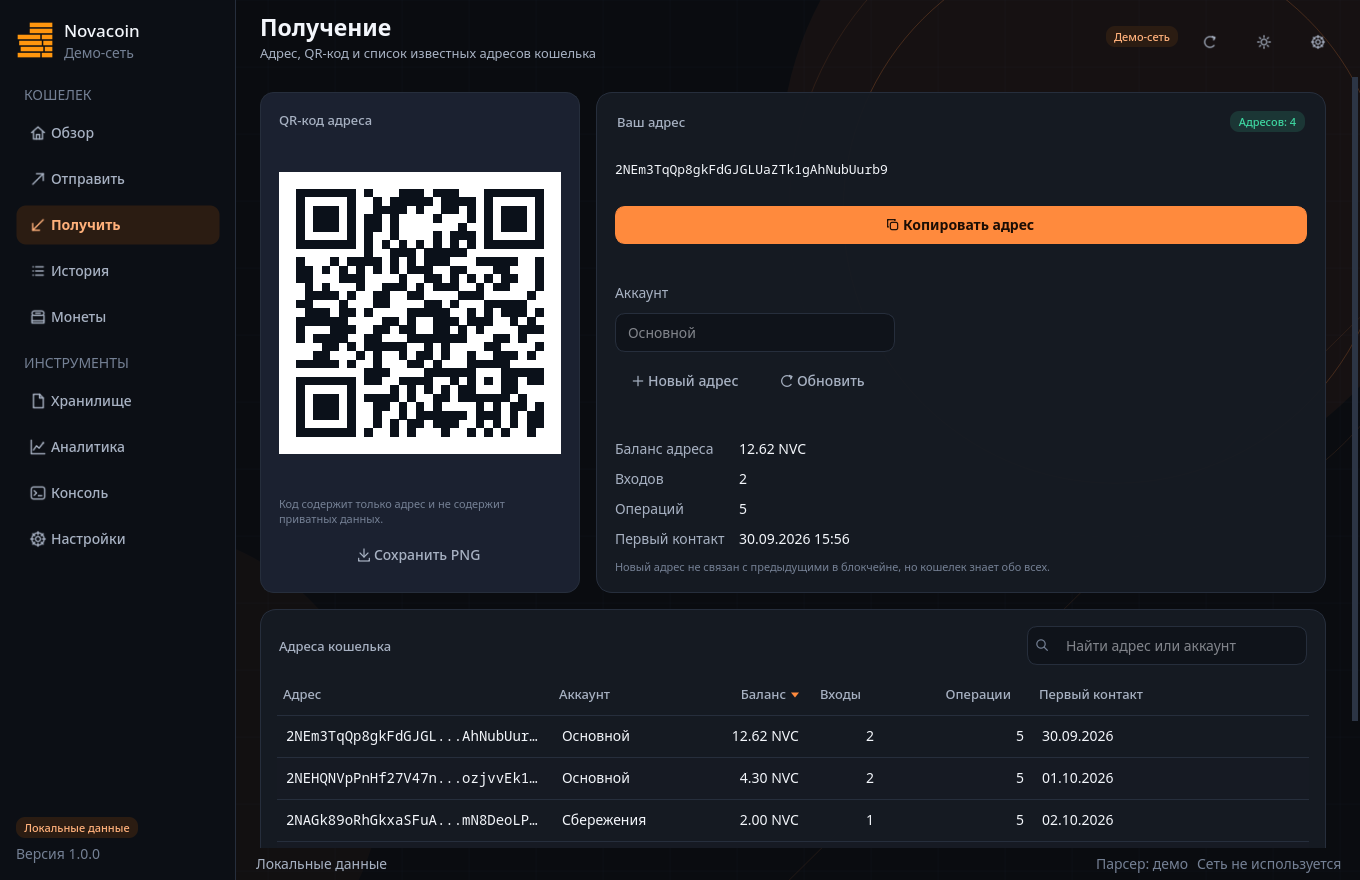 Novacoin
Демо-сеть
КОШЕЛЕК
Обзор
Отправить
Получить
История
Монеты
ИНСТРУМЕНТЫ
Хранилище
Аналитика
Консоль
Настройки
Локальные данные
Версия 1.0.0
Получение
Адрес, QR-код и список известных адресов кошелька
Демо-сеть
QR-код адреса
Код содержит только адрес и не содержит
приватных данных.
Сохранить PNG
Ваш адрес
Адресов: 4
2NEm3TqQp8gkFdGJGLUaZTk1gAhNubUurb9
Копировать адрес
Аккаунт
Основной
Новый адрес Обновить
Баланс адреса 12.62 NVC
Входов 2
Операций 5
Первый контакт 30.09.2026 15:56
Новый адрес не связан с предыдущими в блокчейне, но кошелек знает обо всех.
Адреса кошелька
Найти адрес или аккаунт
Адрес Аккаунт Баланс Входы Операции Первый контакт
2NEm3TqQp8gkFdGJGL...AhNubUur… Основной 12.62 NVC 2 5 30.09.2026
2NEHQNVpPnHf27V47n...ozjvvEk1… Основной 4.30 NVC 2 5 01.10.2026
2NAGk89oRhGkxaSFuA...mN8DeoLP… Сбережения 2.00 NVC 1 5 02.10.2026
Локальные данные
Парсер: демо Сеть не используется